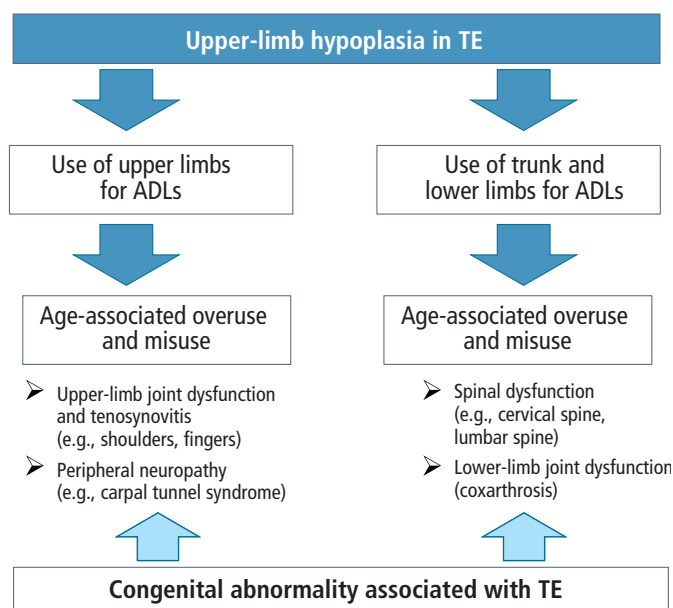 Upper-limb hypoplasia in TE
Use of upper limbs
for ADLs
Use of trunk and
lower limbs for ADLs
Age-associated overuse
and misuse
Age-associated overuse
and misuse
Upper-limb joint dysfunction
and tenosynovitis
(e.g., shoulders, fingers)
Peripheral neuropathy
(e.g., carpal tunnel syndrome)
Spinal dysfunction
(e.g., cervical spine,
lumbar spine)
Lower-limb joint dysfunction
(coxarthrosis)
Congenital abnormality associated with TE